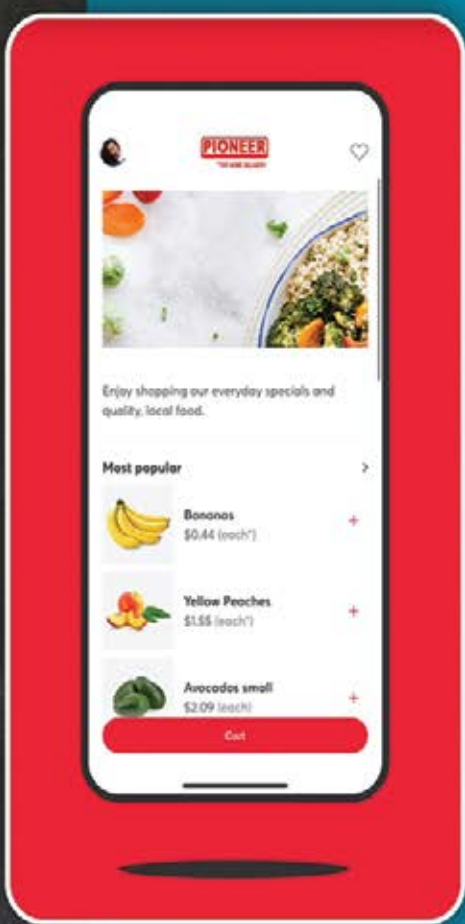 PIONEER
Enjoy shopping our everyday specials and
quality, local food.
Most popular
Bananas
$0.44 (each*)
Yellow Peaches
$1.55 (each*)
Avocados small
$2.09 (each)
Cart